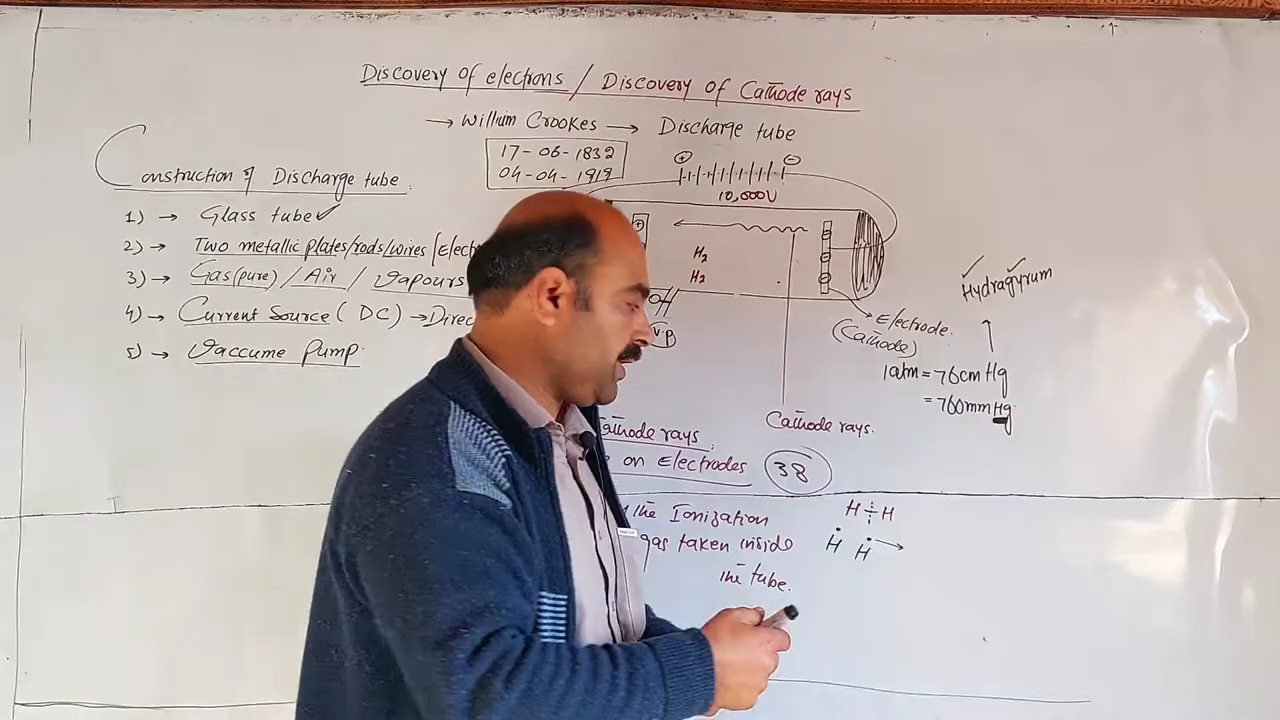 Discovery of electrons / Discovery of Cathode rays
→ Willium Crookes → Discharge tube
17-06-1832
04-04-1919
Construction of Discharge tube
1) → Glass tube ✓
2) → Two metallic plates/rods/wires
3) → Gas(pure) / Air / Vapours
4) → Current Source (DC) →
5) → Vaccume Pump
+ −
10,000V
+
H₂
H₂
Electrode.
(Cathode)
Cathode rays.
Hydragyrum
1atm = 76cm Hg
= 760mm Hg
Cathode rays.
on Electrodes 38
the Ionization
gas taken inside
the tube.
H÷H
H H →